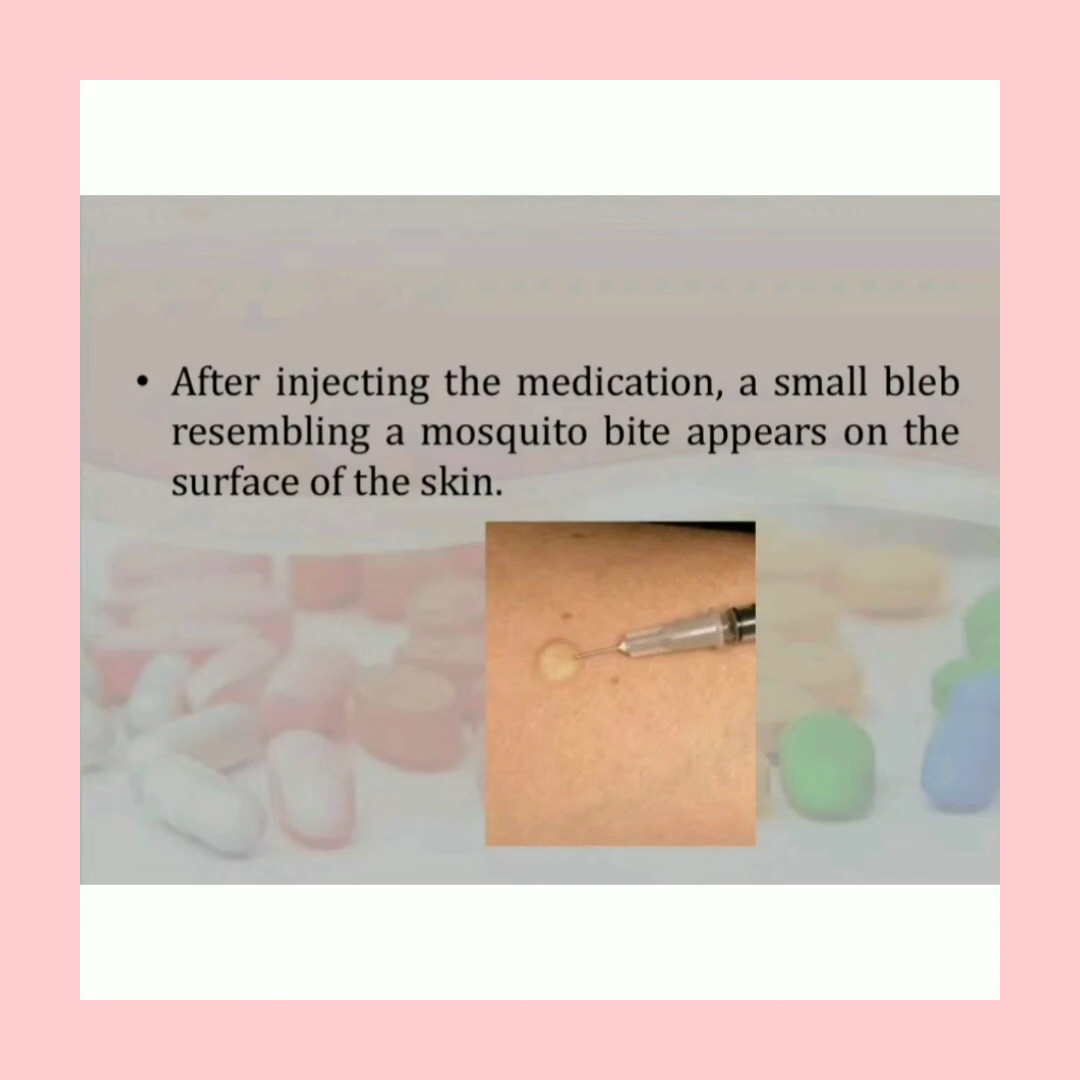 • After injecting the medication, a small bleb
resembling a mosquito bite appears on the
surface of the skin.